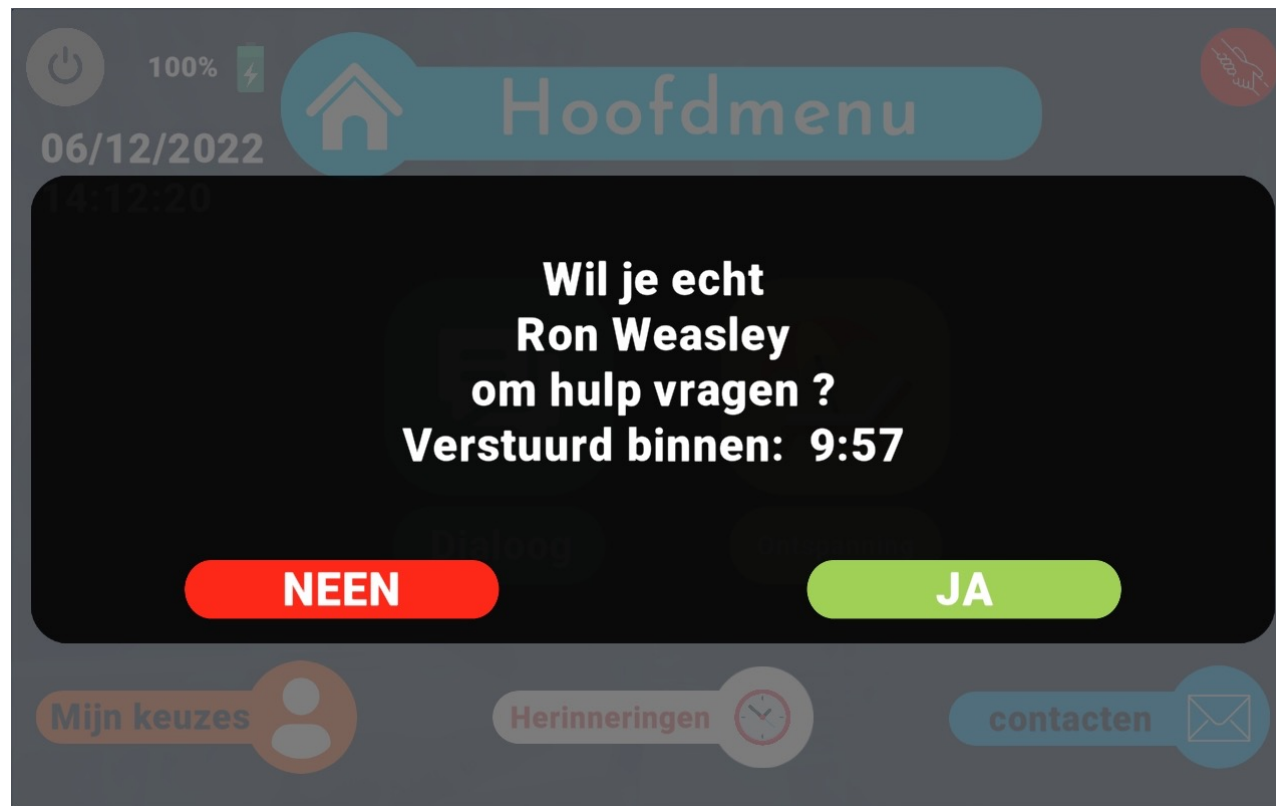 100%
Hoofdmenu
06/12/2022
14:12:20
Wil je echt
Ron Weasley
om hulp vragen ?
Verstuurd binnen: 9:57
Dialoog
NEEN
JA
Mijn keuzes
Herinneringen
contacten